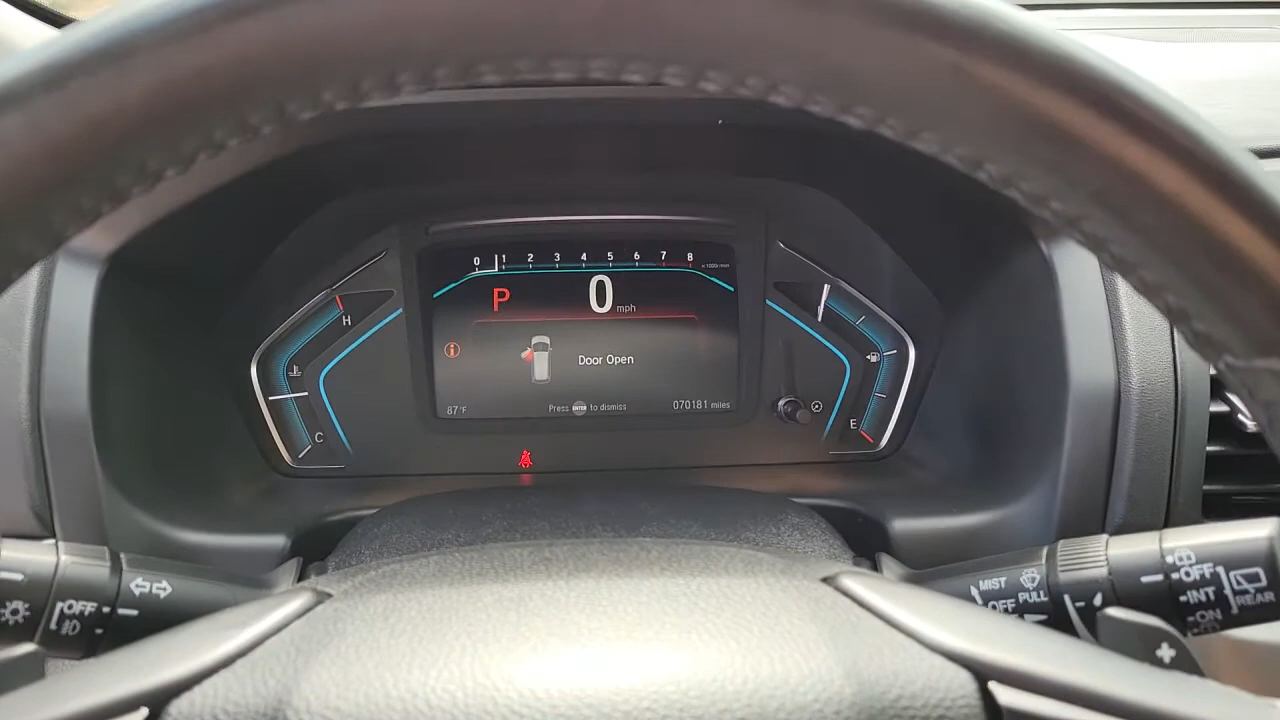 0 1 2 3 4 5 6 7 8 x1000r/min
P 0 mph
H
Door Open
87°F Press ENTER to dismiss 070181 miles
C
E
OFF
MIST
OFF
PULL
OFF
INT
ON
REAR
+